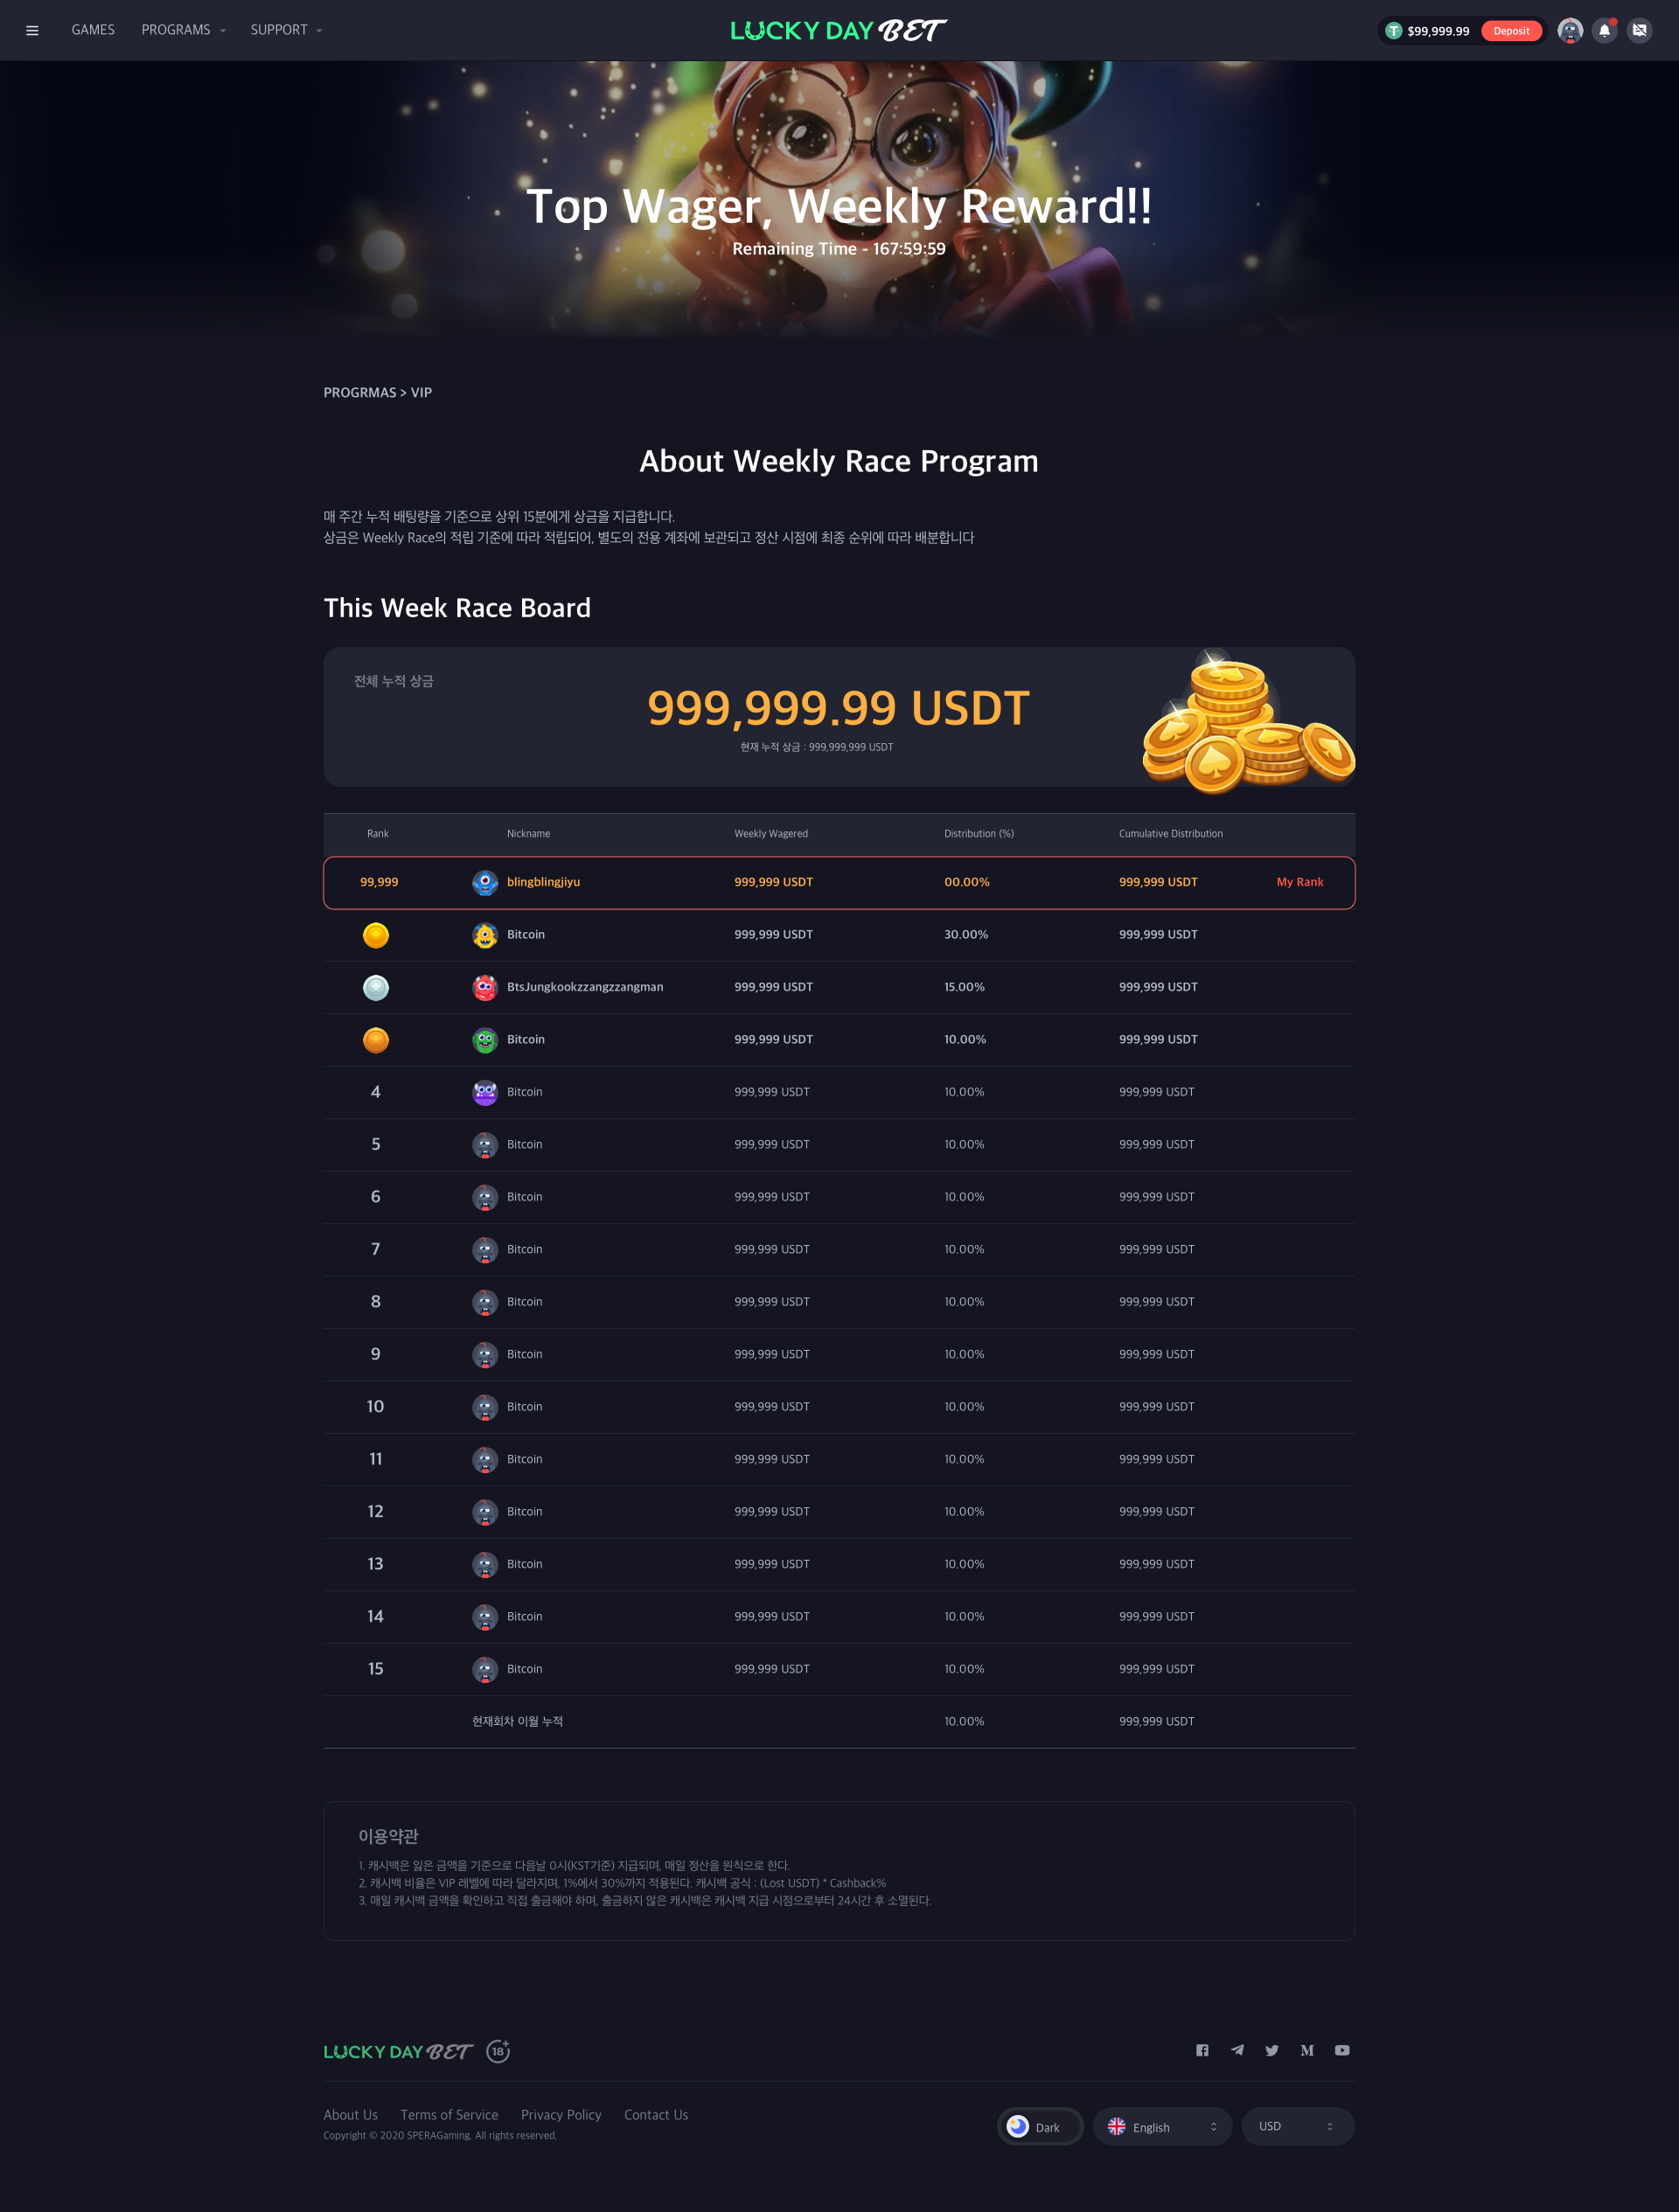 GAMES PROGRAMS SUPPORT LUCKY DAY BET $99,999.99 Deposit
Top Wager, Weekly Reward!!
Remaining Time - 167:59:59
PROGRMAS > VIP
About Weekly Race Program
매 주간 누적 배팅량을 기준으로 상위 15분에게 상금을 지급합니다.
상금은 Weekly Race의 적립 기준에 따라 적립되어, 별도의 전용 계좌에 보관되고 정산 시점에 최종 순위에 따라 배분합니다
This Week Race Board
전체 누적 상금
999,999.99 USDT
현재 누적 상금 : 999,999,999 USDT
Rank Nickname Weekly Wagered Distribution (%) Cumulative Distribution
99,999 blingblingjiyu 999,999 USDT 00.00% 999,999 USDT My Rank
Bitcoin 999,999 USDT 30.00% 999,999 USDT
BtsJungkookzzangzzangman 999,999 USDT 15.00% 999,999 USDT
Bitcoin 999,999 USDT 10.00% 999,999 USDT
4 Bitcoin 999,999 USDT 10.00% 999,999 USDT
5 Bitcoin 999,999 USDT 10.00% 999,999 USDT
6 Bitcoin 999,999 USDT 10.00% 999,999 USDT
7 Bitcoin 999,999 USDT 10.00% 999,999 USDT
8 Bitcoin 999,999 USDT 10.00% 999,999 USDT
9 Bitcoin 999,999 USDT 10.00% 999,999 USDT
10 Bitcoin 999,999 USDT 10.00% 999,999 USDT
11 Bitcoin 999,999 USDT 10.00% 999,999 USDT
12 Bitcoin 999,999 USDT 10.00% 999,999 USDT
13 Bitcoin 999,999 USDT 10.00% 999,999 USDT
14 Bitcoin 999,999 USDT 10.00% 999,999 USDT
15 Bitcoin 999,999 USDT 10.00% 999,999 USDT
현재회차 이월 누적 10.00% 999,999 USDT
이용약관
1. 캐시백은 잃은 금액을 기준으로 다음날 0시(KST기준) 지급되며, 매일 정산을 원칙으로 한다.
2. 캐시백 비율은 VIP 레벨에 따라 달라지며, 1%에서 30%까지 적용된다. 캐시백 공식 : (Lost USDT) * Cashback%
3. 매일 캐시백 금액을 확인하고 직접 출금해야 하며, 출금하지 않은 캐시백은 캐시백 지급 시점으로부터 24시간 후 소멸된다.
LUCKY DAY BET 18+
About Us Terms of Service Privacy Policy Contact Us
Dark English USD
Copyright © 2020 SPERAGaming. All rights reserved.